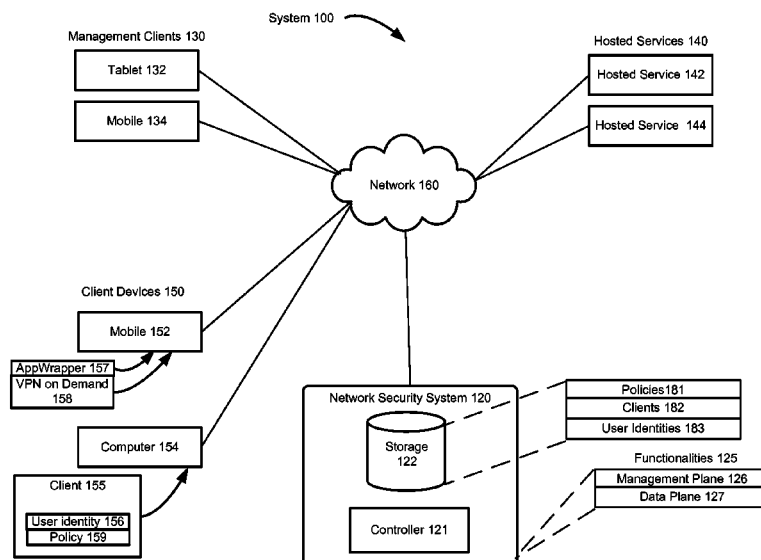 System 100
Management Clients 130
Tablet 132
Mobile 134
Hosted Services 140
Hosted Service 142
Hosted Service 144
Network 160
Client Devices 150
Mobile 152
AppWrapper 157
VPN on Demand
158
Computer 154
Client 155
User identity 156
Policy 159
Network Security System 120
Storage
122
Controller 121
Policies181
Clients 182
User Identities 183
Functionalities 125
Management Plane 126
Data Plane 127